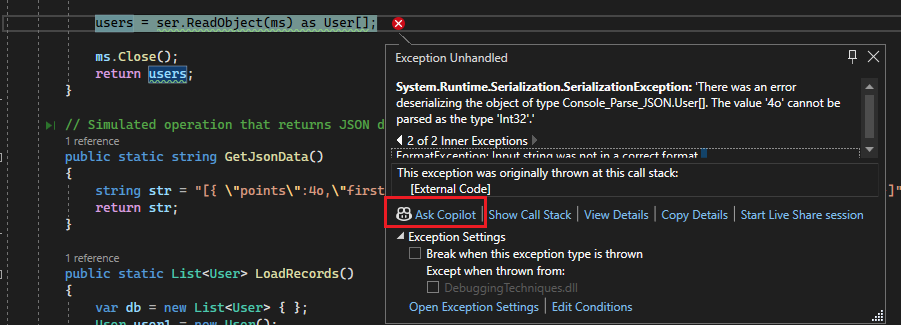 users = ser.ReadObject(ms) as User[];
ms.Close();
return users;
}
// Simulated operation that returns JSON d
1 reference
public static string GetJsonData()
{
string str = "[{ \"points\":4o,\"first
return str;
}
1 reference
public static List<User> LoadRecords()
{
var db = new List<User> { };
User user1 = new User();
Exception Unhandled
System.Runtime.Serialization.SerializationException: 'There was an error
deserializing the object of type Console_Parse_JSON.User[]. The value '4o' cannot be
parsed as the type 'Int32'.'
2 of 2 Inner Exceptions
FormatException: Input string was not in a correct format
This exception was originally thrown at this call stack:
[External Code]
Ask Copilot | Show Call Stack | View Details | Copy Details | Start Live Share session
Exception Settings
Break when this exception type is thrown
Except when thrown from:
DebuggingTechniques.dll
Open Exception Settings | Edit Conditions
]"